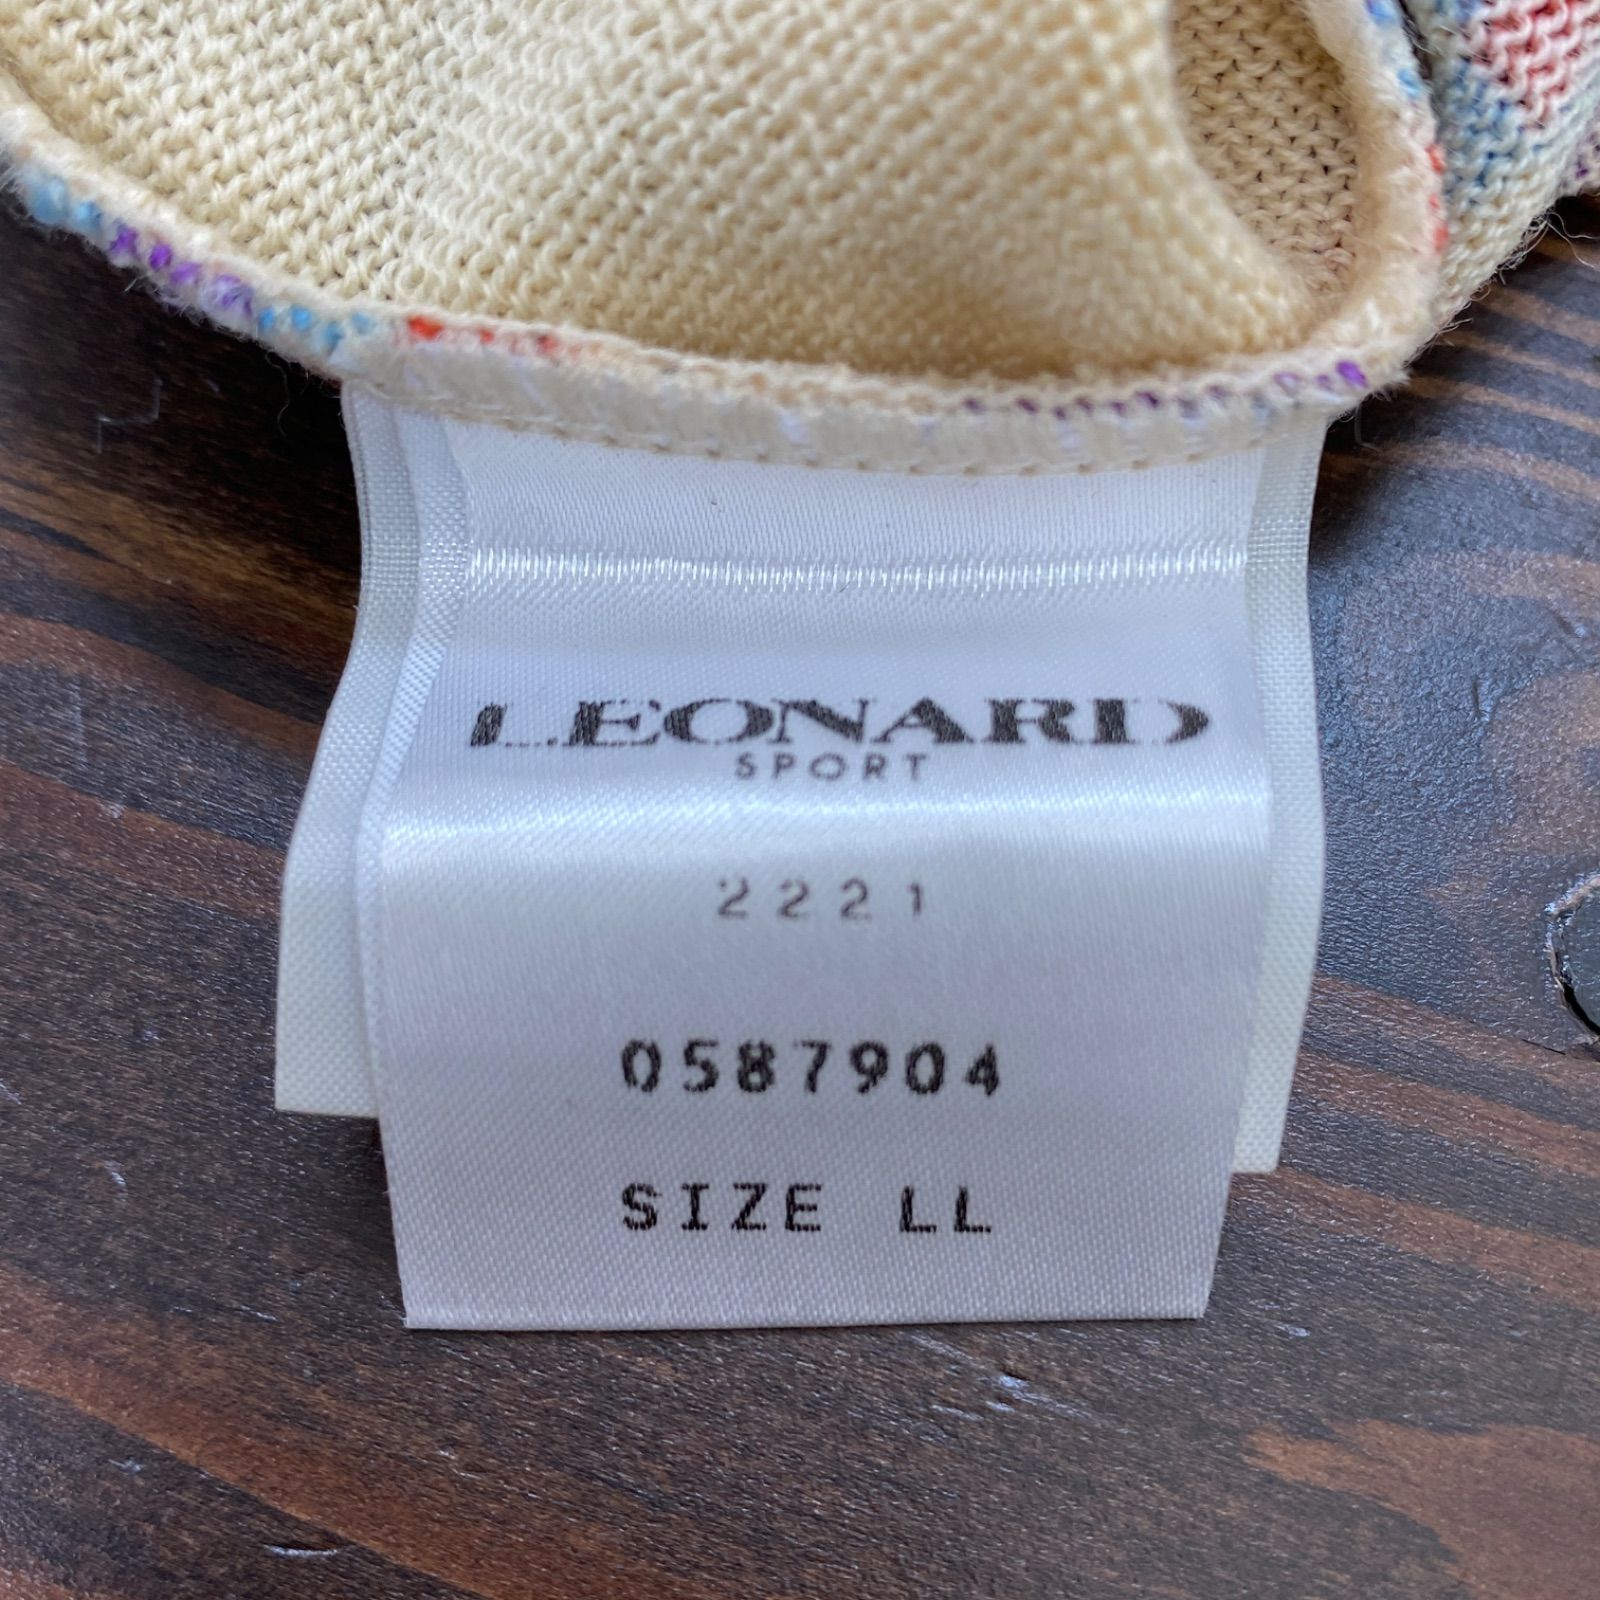 LEONARD
SPORT
2221
0587904
SIZE LL